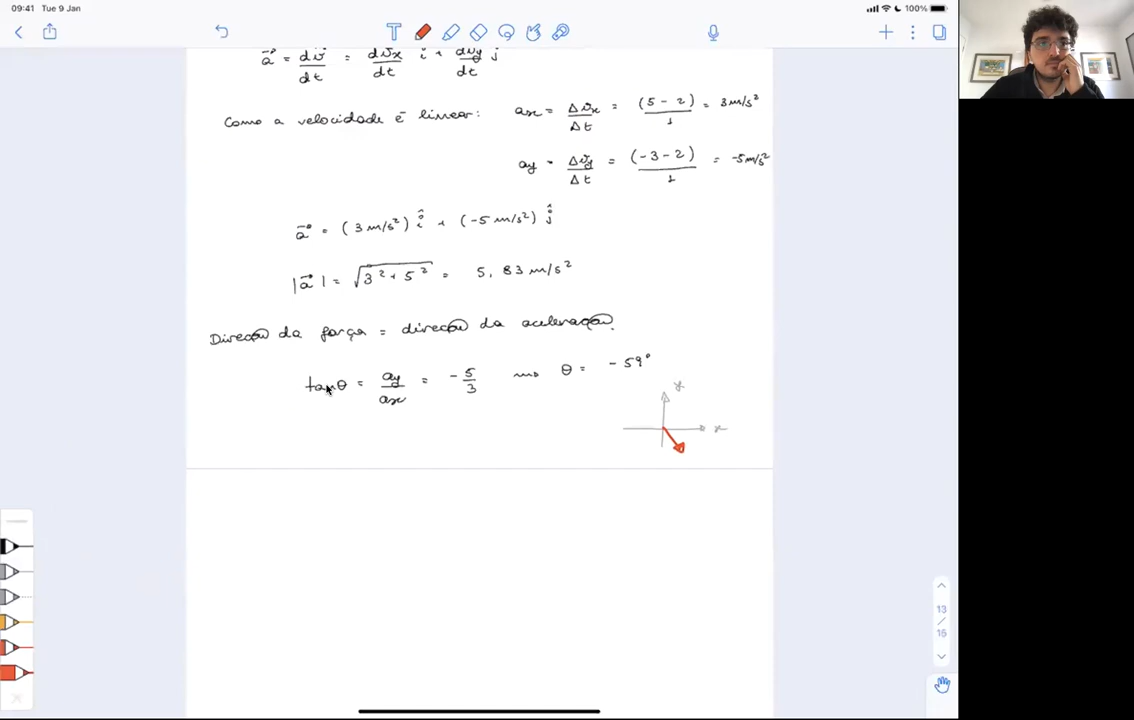 09:41 Tue 9 Jan
100%
T
a⃗ = dv⃗/dt = dvx/dt i + dvy/dt j
Como a velocidade é linear: ax = Δvx/Δt = (5 - 2)/1 = 3 m/s²
ay = Δvy/Δt = (-3 - 2)/1 = -5 m/s²
a⃗ = (3 m/s²) î + (-5 m/s²) ĵ
|a⃗| = √(3² + 5²) = 5,83 m/s²
Direção da força = direção da aceleração.
tanθ = ay/ax = -5/3 θ = -59°
y
x
13
/
15